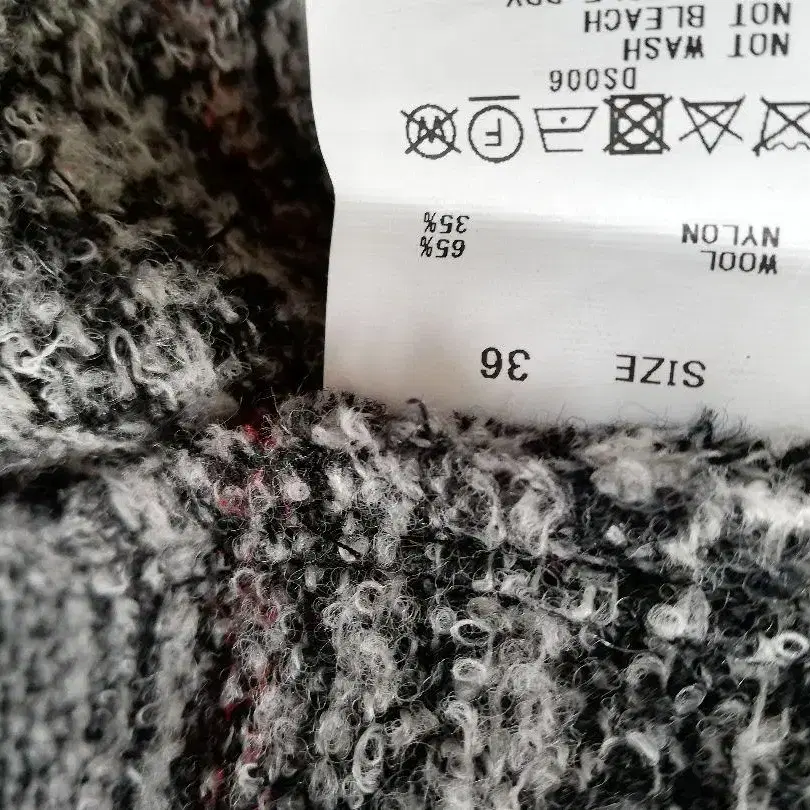 SIZE 36
WOOL 65%
NYLON 35%
F W
DS006
NOT WASH
NOT BLEACH